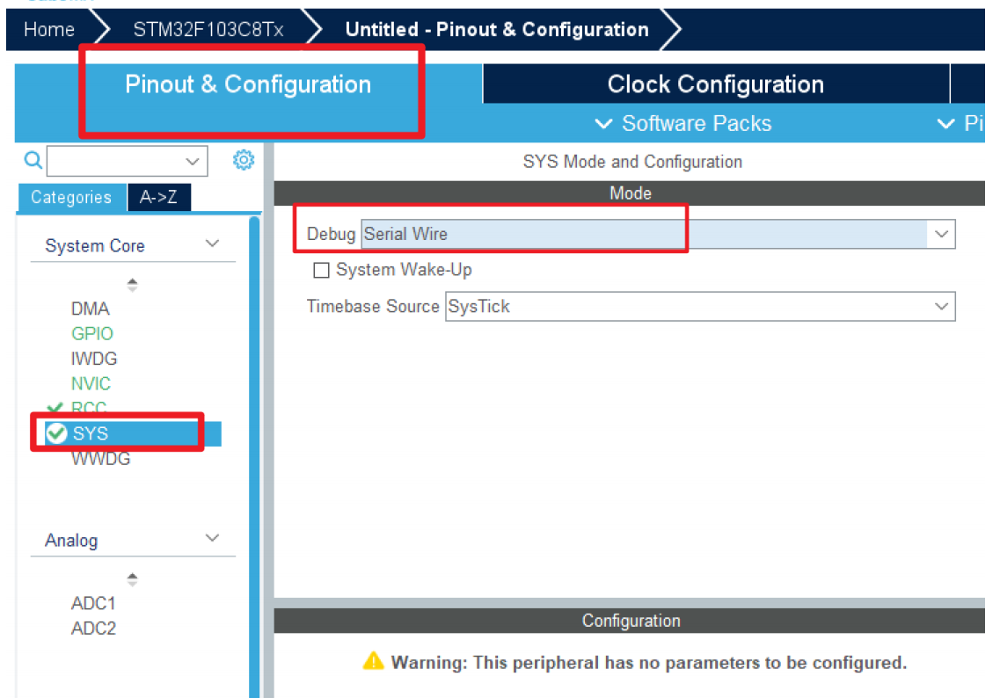 Home STM32F103C8Tx Untitled - Pinout & Configuration
Pinout & Configuration Clock Configuration
Software Packs Pi
SYS Mode and Configuration
Categories A->Z
Mode
System Core
Debug Serial Wire
System Wake-Up
Timebase Source SysTick
DMA
GPIO
IWDG
NVIC
RCC
SYS
WWDG
Analog
ADC1
ADC2
Configuration
Warning: This peripheral has no parameters to be configured.